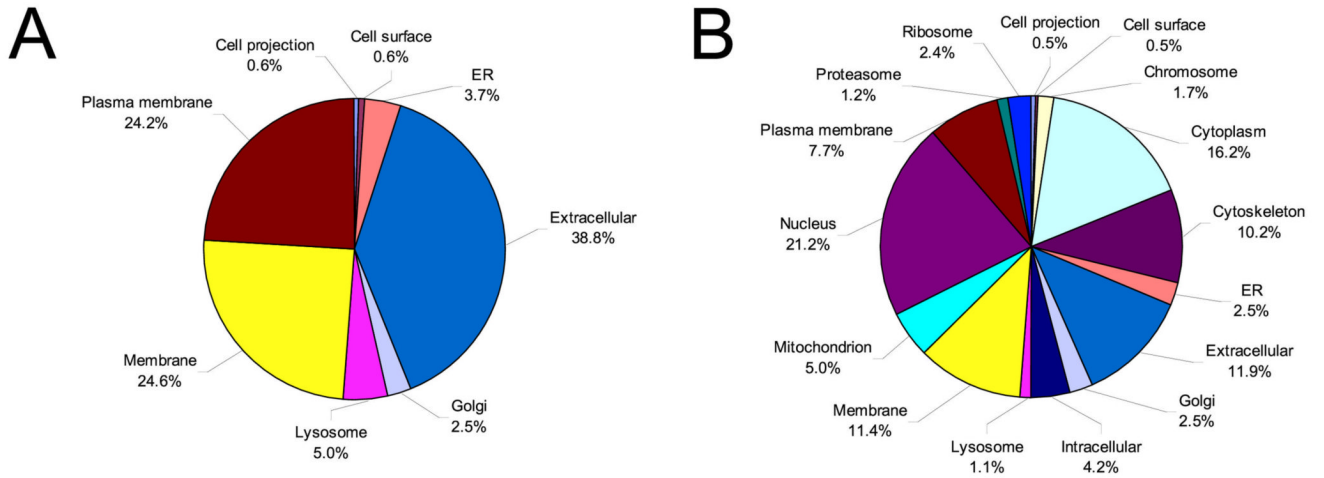 A
Cell projection
0.6%
Cell surface
0.6%
ER
3.7%
Plasma membrane
24.2%
Extracellular
38.8%
Membrane
24.6%
Golgi
2.5%
Lysosome
5.0%
B
Ribosome
2.4%
Cell projection
0.5%
Cell surface
0.5%
Proteasome
1.2%
Chromosome
1.7%
Plasma membrane
7.7%
Cytoplasm
16.2%
Nucleus
21.2%
Cytoskeleton
10.2%
ER
2.5%
Mitochondrion
5.0%
Extracellular
11.9%
Membrane
11.4%
Golgi
2.5%
Lysosome
1.1%
Intracellular
4.2%